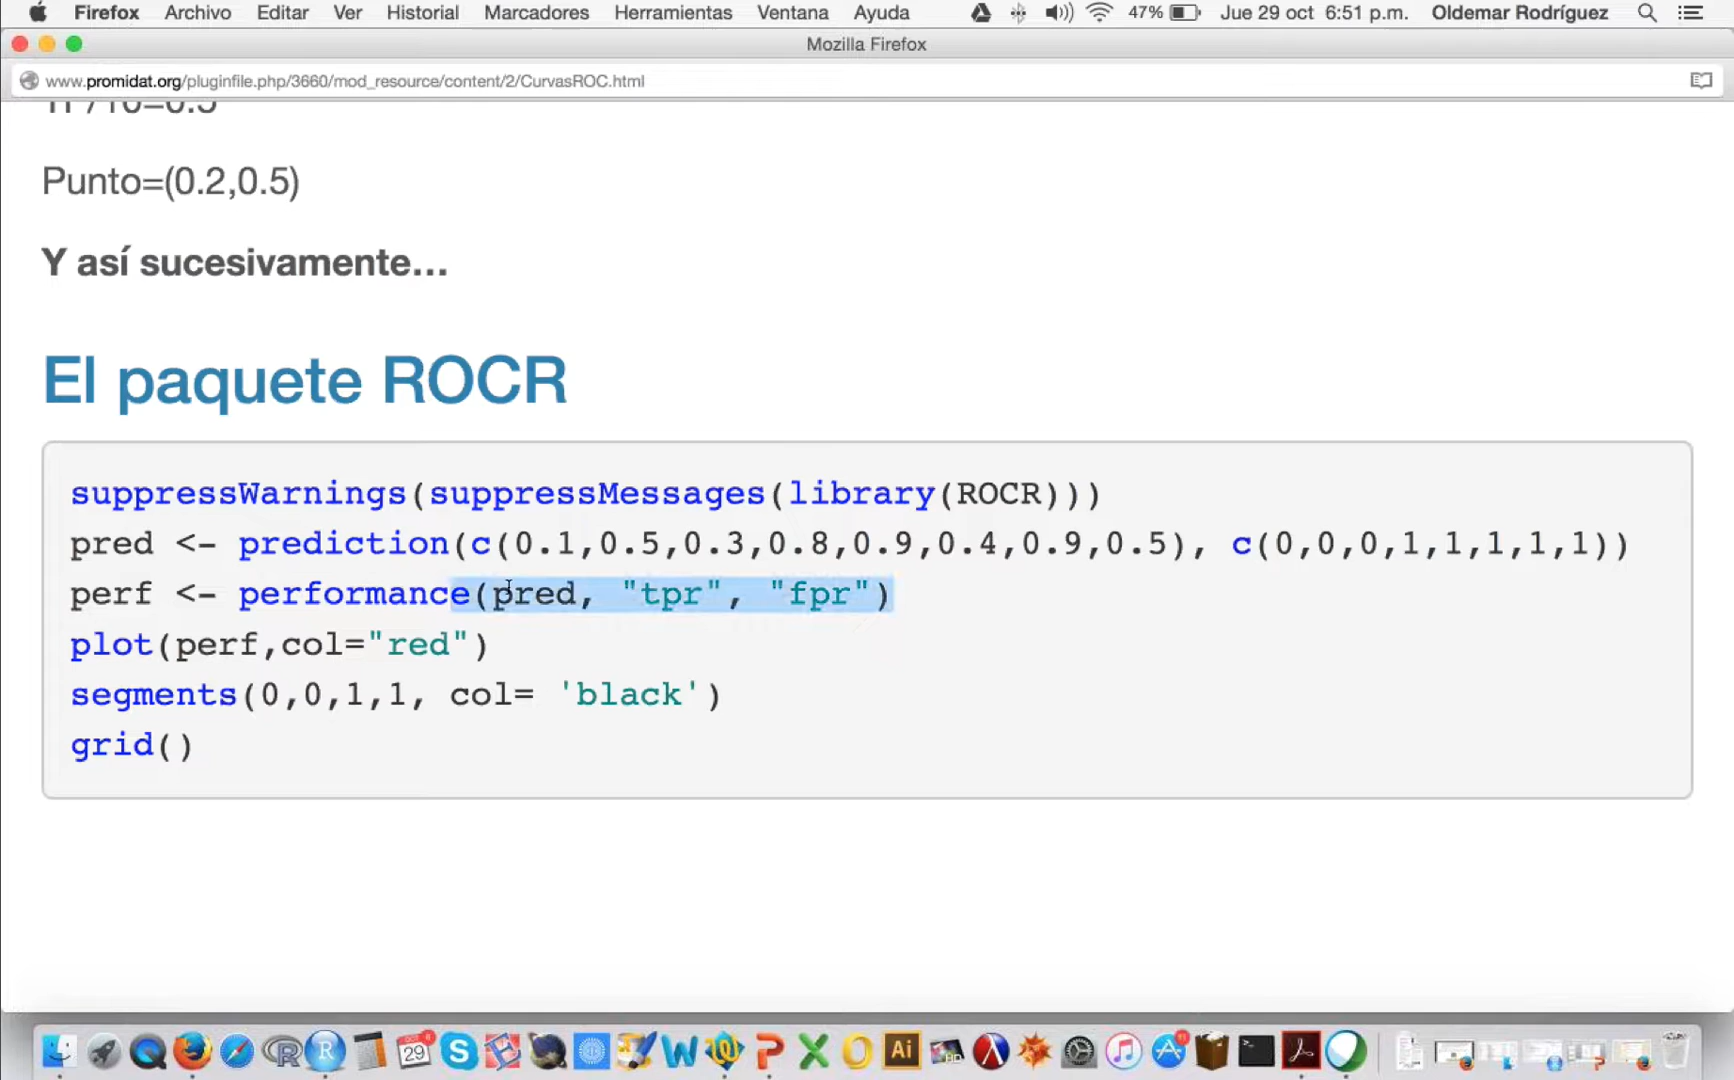 Firefox Archivo Editar Ver Historial Marcadores Herramientas Ventana Ayuda 47% Jue 29 oct 6:51 p.m. Oldemar Rodríguez
Mozilla Firefox
www.promidat.org/pluginfile.php/3660/mod_resource/content/2/CurvasROC.html
Punto=(0.2,0.5)
Y así sucesivamente...
El paquete ROCR
suppressWarnings(suppressMessages(library(ROCR)))
pred <- prediction(c(0.1,0.5,0.3,0.8,0.9,0.4,0.9,0.5), c(0,0,0,1,1,1,1,1))
perf <- performance(pred, "tpr", "fpr")
plot(perf,col="red")
segments(0,0,1,1, col= 'black')
grid()
29
Ai